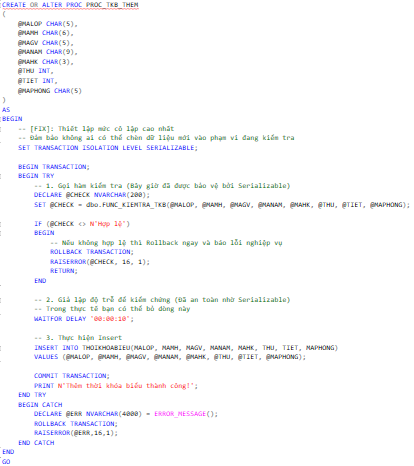 CREATE OR ALTER PROC PROC_TKB_THEM
(
    @MALOP CHAR(5),
    @MAMH CHAR(6),
    @MAGV CHAR(5),
    @MANAM CHAR(9),
    @MAHK CHAR(3),
    @THU INT,
    @TIET INT,
    @MAPHONG CHAR(5)
)
AS
BEGIN
    -- [FIX]: Thiết lập mức cô lập cao nhất
    -- Đảm bảo không ai có thể chèn dữ liệu mới vào phạm vi đang kiểm tra
    SET TRANSACTION ISOLATION LEVEL SERIALIZABLE;

    BEGIN TRANSACTION;
    BEGIN TRY
        -- 1. Gọi hàm kiểm tra (Bây giờ đã được bảo vệ bởi Serializable)
        DECLARE @CHECK NVARCHAR(200);
        SET @CHECK = dbo.FUNC_KIEMTRA_TKB(@MALOP, @MAMH, @MAGV, @MANAM, @MAHK, @THU, @TIET, @MAPHONG);

        IF (@CHECK <> N'Hợp lệ')
        BEGIN
            -- Nếu không hợp lệ thì Rollback ngay và báo lỗi nghiệp vụ
            ROLLBACK TRANSACTION;
            RAISERROR(@CHECK, 16, 1);
            RETURN;
        END

        -- 2. Giả lập độ trễ để kiểm chứng (Đã an toàn nhờ Serializable)
        -- Trong thực tế bạn có thể bỏ dòng này
        WAITFOR DELAY '00:00:10';

        -- 3. Thực hiện Insert
        INSERT INTO THOIKHOABIEU(MALOP, MAMH, MAGV, MANAM, MAHK, THU, TIET, MAPHONG)
        VALUES (@MALOP, @MAMH, @MAGV, @MANAM, @MAHK, @THU, @TIET, @MAPHONG);

        COMMIT TRANSACTION;
        PRINT N'Thêm thời khóa biểu thành công!';
    END TRY
    BEGIN CATCH
        DECLARE @ERR NVARCHAR(4000) = ERROR_MESSAGE();
        ROLLBACK TRANSACTION;
        RAISERROR(@ERR,16,1);
    END CATCH
END
GO